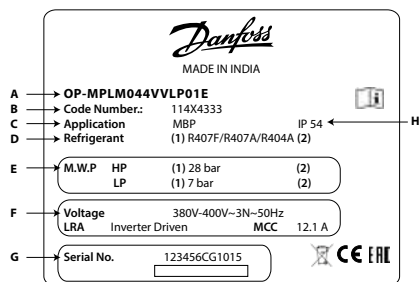 Danfoss
MADE IN INDIA
A OP-MPLM044VVLP01E
B Code Number.: 114X4333
C Application MBP IP 54 H
D Refrigerant (1) R407F/R407A/R404A (2)
E M.W.P HP (1) 28 bar (2)
LP (1) 7 bar (2)
F Voltage 380V-400V~3N~50Hz
LRA Inverter Driven MCC 12.1 A
G Serial No. 123456CG1015
CE EAC